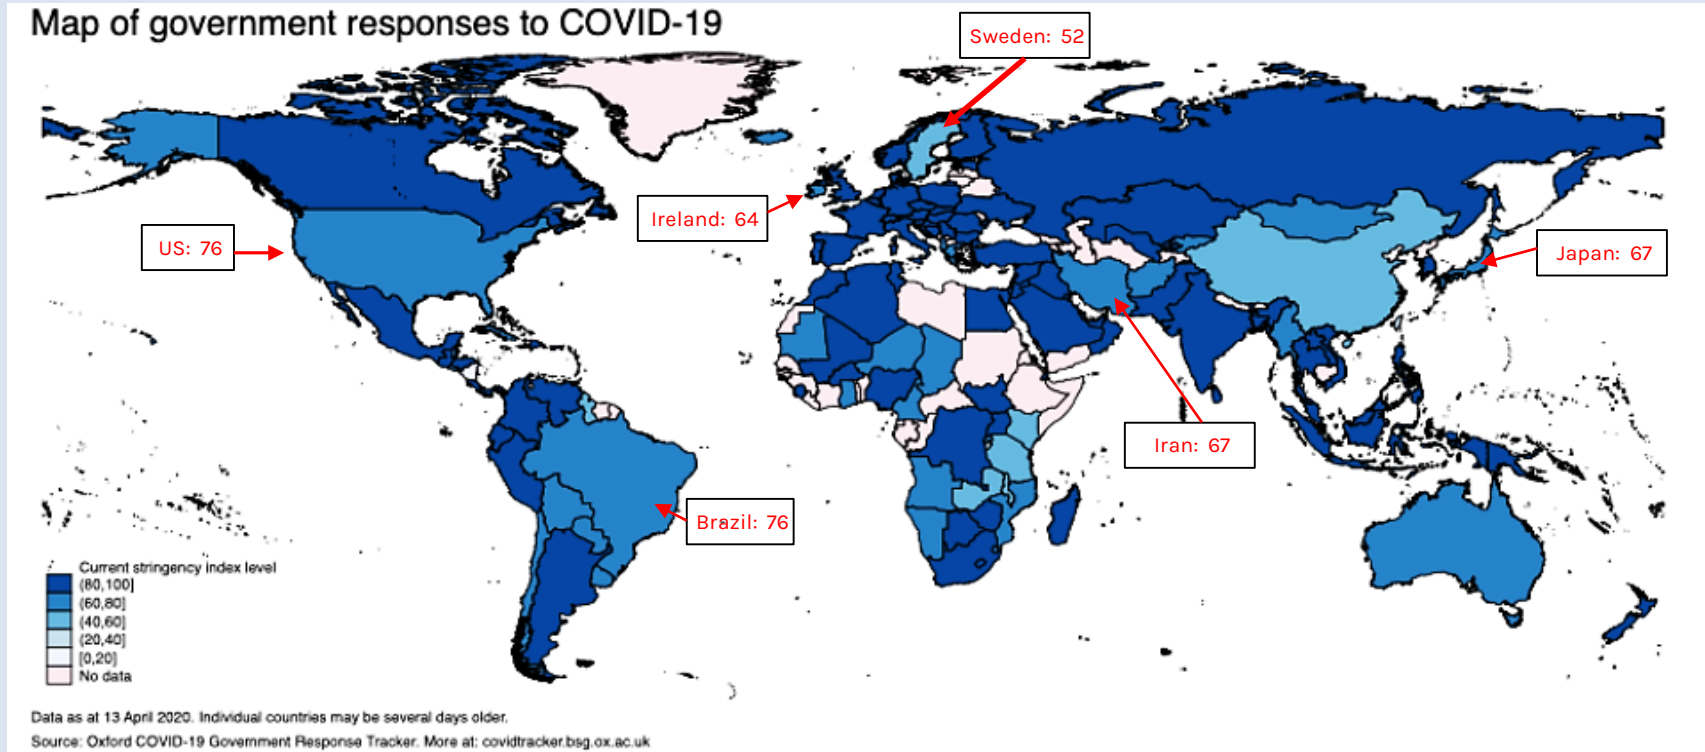 Map of government responses to COVID-19
Sweden: 52
Ireland: 64
US: 76
Japan: 67
Iran: 67
Brazil: 76
Current stringency index level
(80,100]
(60,80]
(40,60]
(20,40]
[0,20]
No data
Data as at 13 April 2020. Individual countries may be several days older.
Source: Oxford COVID-19 Government Response Tracker. More at: covidtracker.bsg.ox.ac.uk